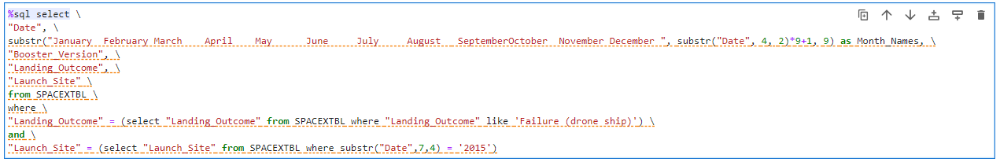 %sql select \
"Date", \
substr("January  February March    April    May      June     July     August   SeptemberOctober  November December ", substr("Date", 4, 2)*9+1, 9) as Month_Names, \
"Booster_Version", \
"Landing_Outcome", \
"Launch_Site" \
from SPACEXTBL \
where \
"Landing_Outcome" = (select "Landing_Outcome" from SPACEXTBL where "Landing_Outcome" like 'Failure (drone ship)') \
and \
"Launch_Site" = (select "Launch_Site" from SPACEXTBL where substr("Date",7,4) = '2015')